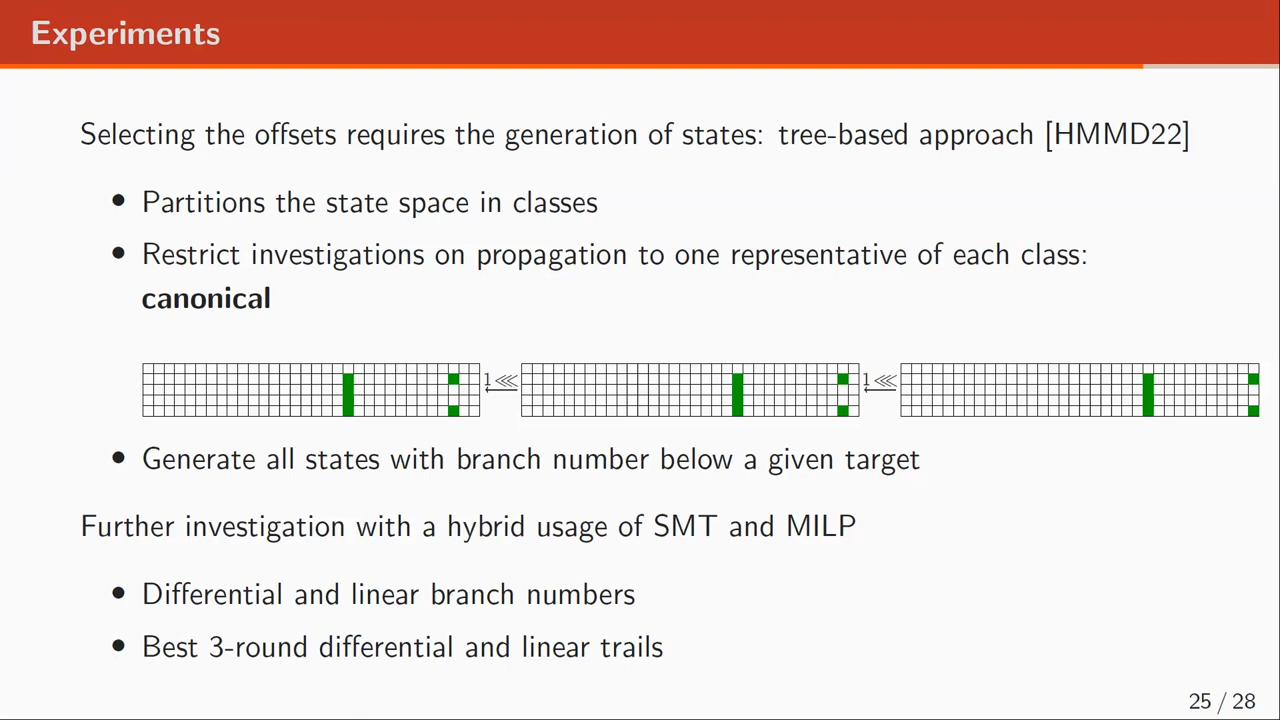 Experiments
Selecting the offsets requires the generation of states: tree-based approach [HMMD22]
• Partitions the state space in classes
• Restrict investigations on propagation to one representative of each class:
canonical
1⋘ 1⋘
• Generate all states with branch number below a given target
Further investigation with a hybrid usage of SMT and MILP
• Differential and linear branch numbers
• Best 3-round differential and linear trails
25 / 28